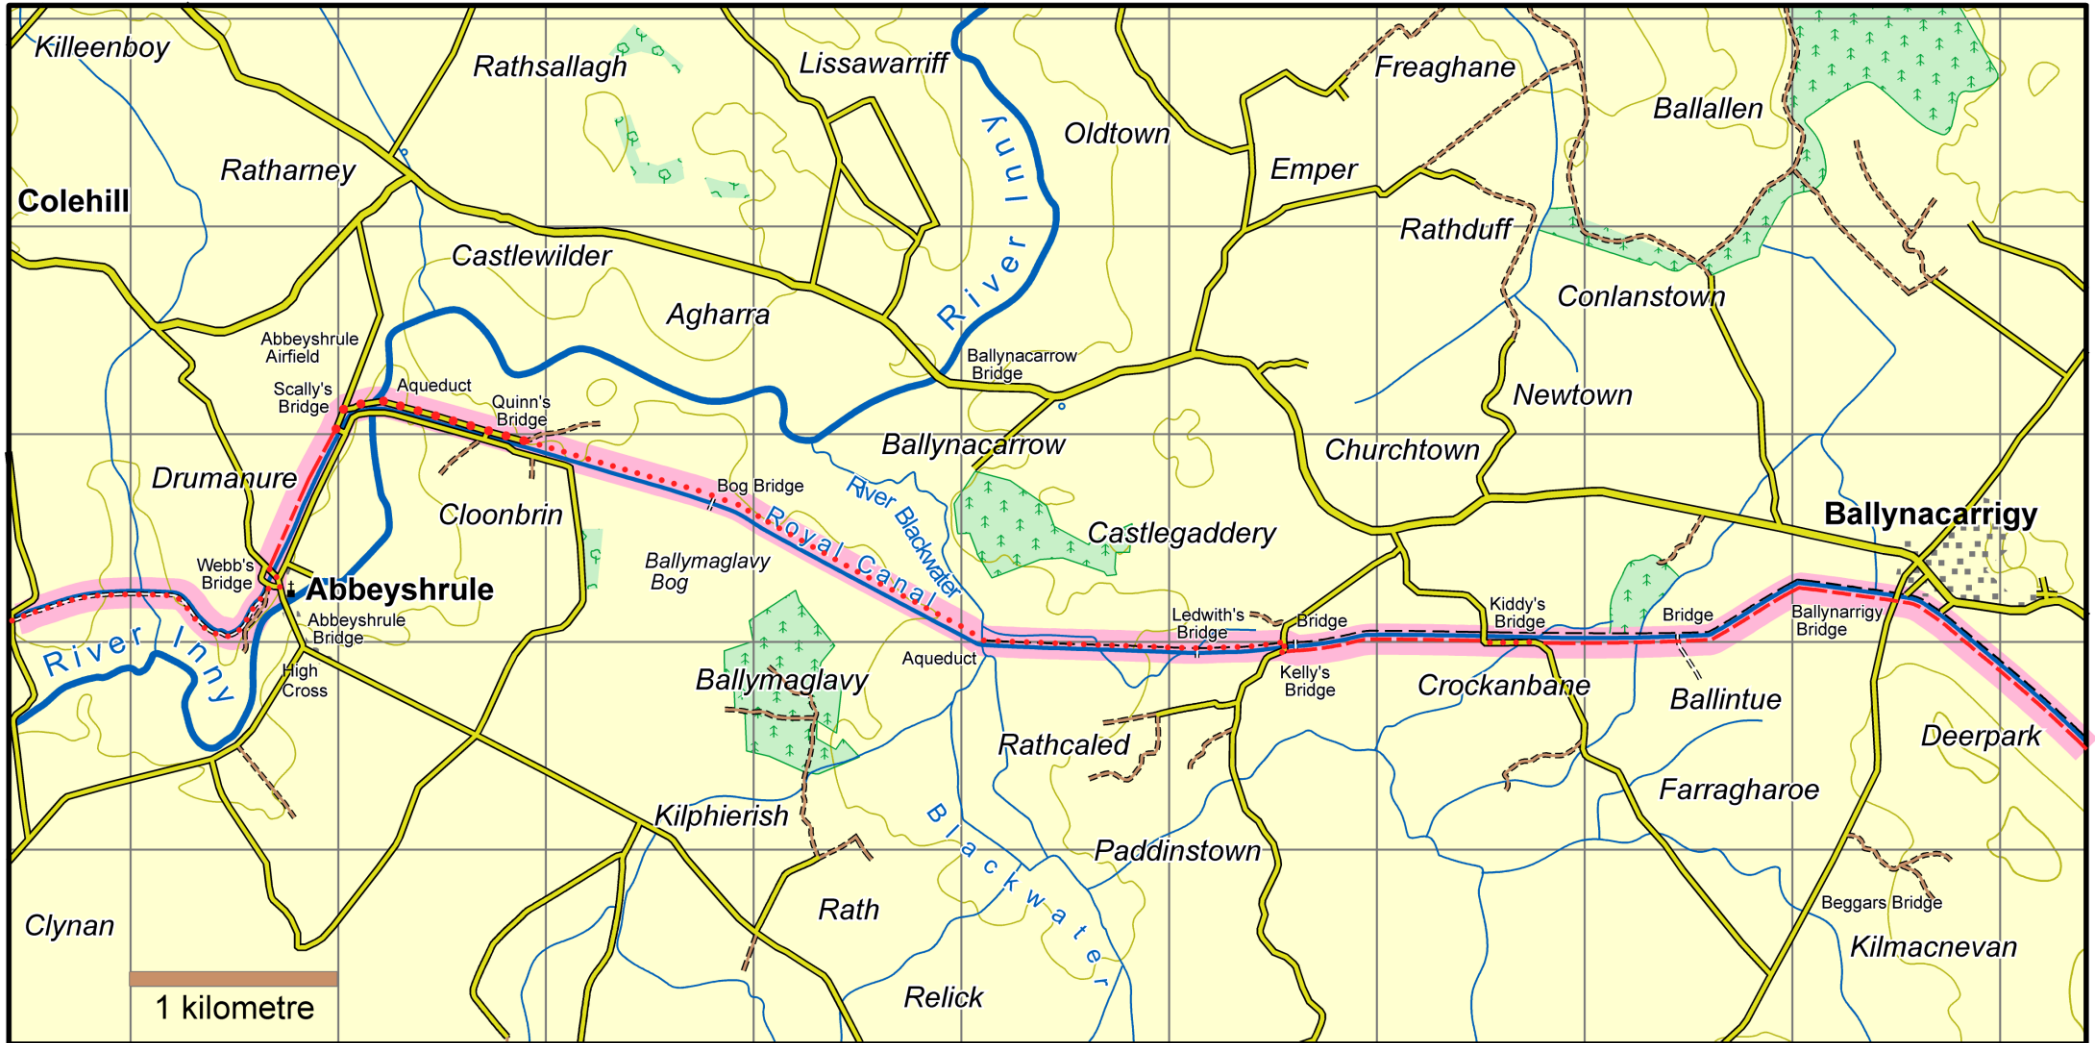 Killeenboy
Rathsallagh
Lissawarriff
Freaghane
Ballallen
Oldtown
River Inny
Emper
Ratharney
Colehill
Rathduff
Castlewilder
Conlanstown
Agharra
River Inny
Abbeyshrule
Airfield
Ballynacarrow
Bridge
Scally's
Bridge
Aqueduct
Quinn's
Bridge
Newtown
Ballynacarrow
Churchtown
Drumanure
Bog Bridge
River Blackwater
Cloonbrin
Royal Canal
Castlegaddery
Ballynacarrigy
Ballymaglavy
Bog
Webb's
Bridge
Abbeyshrule
Abbeyshrule
Bridge
Ledwith's
Bridge
Bridge
Kiddy's
Bridge
Bridge
Ballynarrigy
Bridge
River Inny
High
Cross
Aqueduct
Kelly's
Bridge
Ballymaglavy
Crockanbane
Ballintue
Rathcaled
Deerpark
Farragharoe
Kilphierish
Blackwater
Paddinstown
Clynan
Rath
Beggars Bridge
Kilmacnevan
Relick
1 kilometre